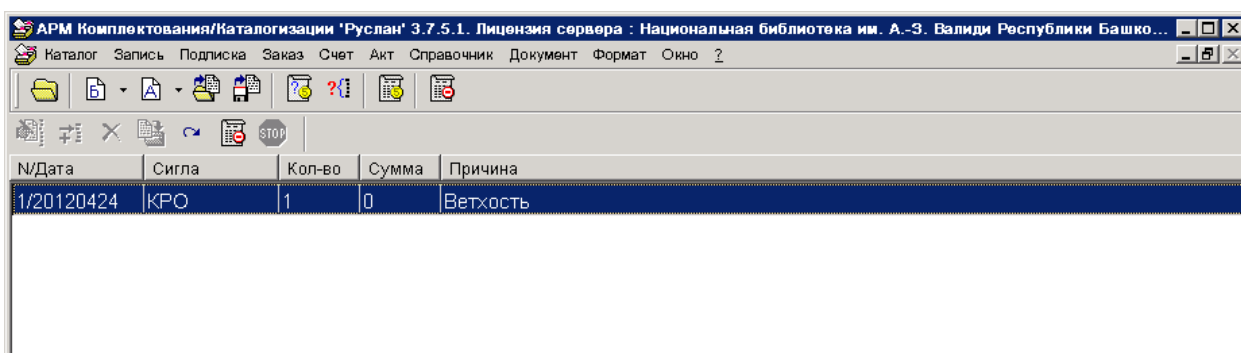 АРМ Комплектования/Каталогизации 'Руслан' 3.7.5.1. Лицензия сервера : Национальная библиотека им. А.-З. Валиди Республики Башко...
Каталог Запись Подписка Заказ Счет Акт Справочник Документ Формат Окно ?
Б А ? ?{ 
STOP
N/Дата Сигла Кол-во Сумма Причина
1/20120424 КРО 1 0 Ветхость